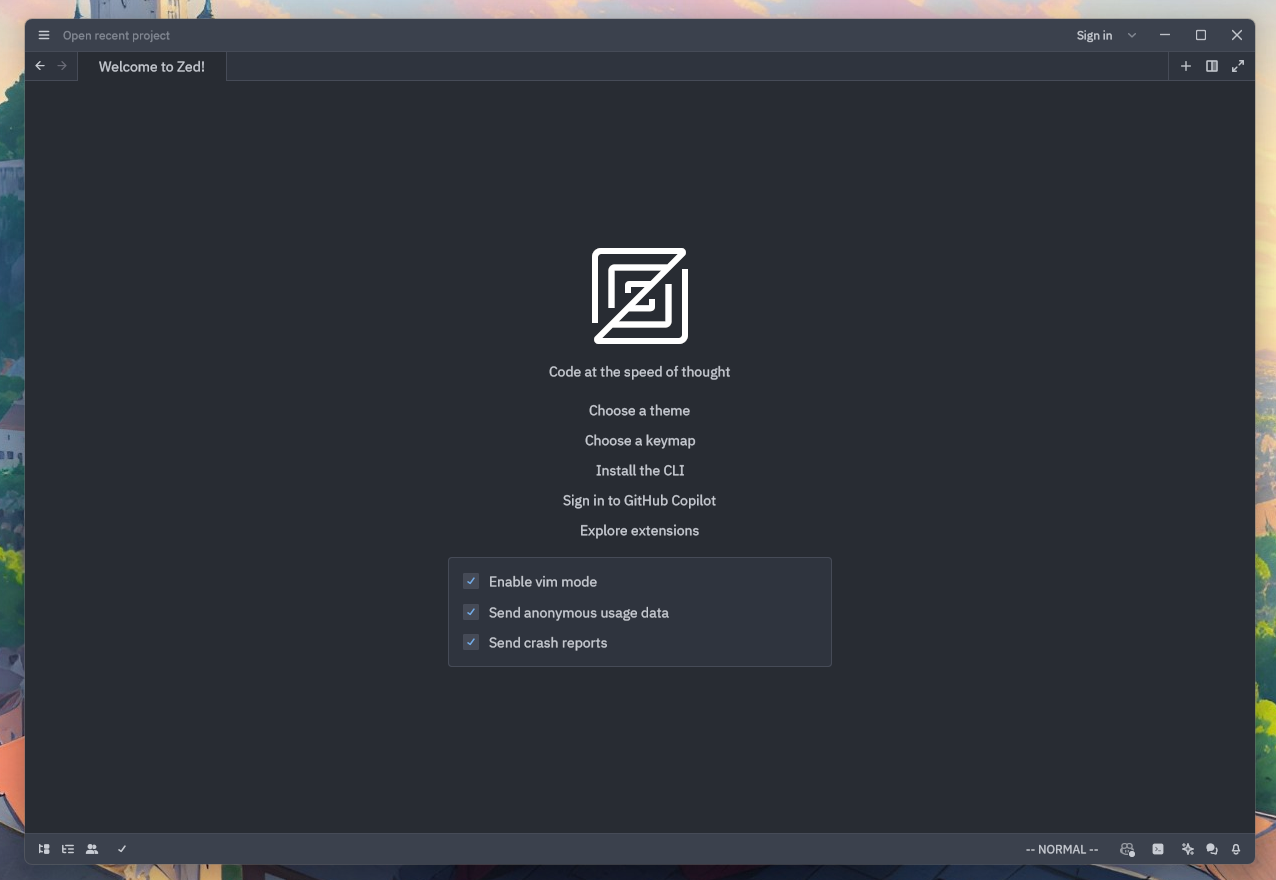 Open recent project
Sign in
Welcome to Zed!
Code at the speed of thought
Choose a theme
Choose a keymap
Install the CLI
Sign in to GitHub Copilot
Explore extensions
Enable vim mode
Send anonymous usage data
Send crash reports
-- NORMAL --